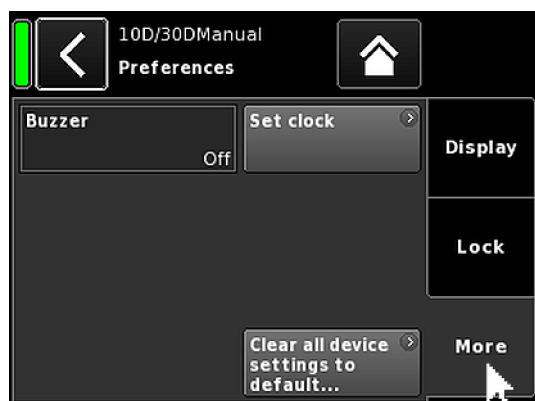 10D/30DManual
Preferences
Buzzer
Off
Set clock
Display
Lock
Clear all device
settings to
default...
More